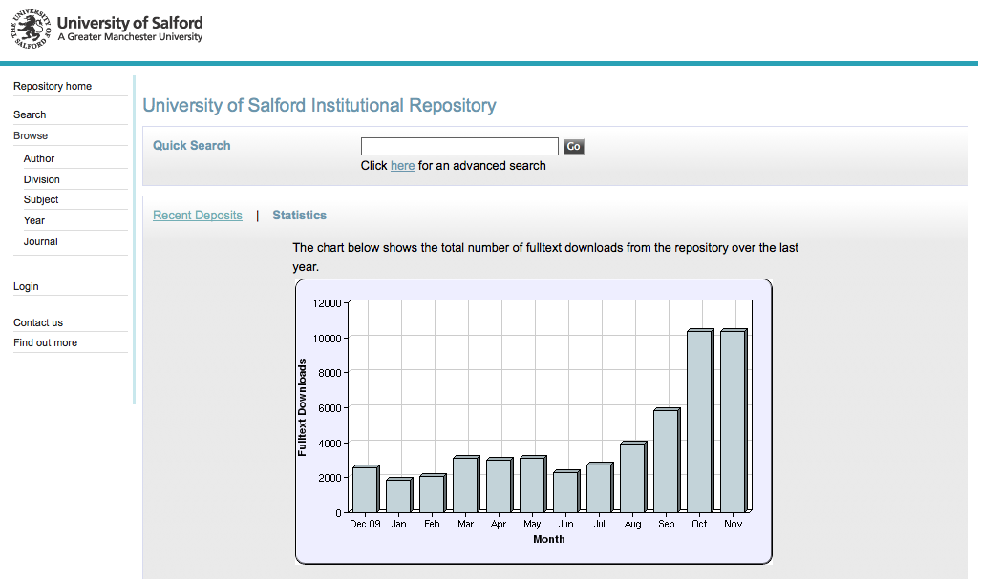 THE UNIVERSITY OF SALFORD
University of Salford
A Greater Manchester University
Repository home
Search
Browse
Author
Division
Subject
Year
Journal
Login
Contact us
Find out more
University of Salford Institutional Repository
Quick Search
Go
Click here for an advanced search
Recent Deposits | Statistics
The chart below shows the total number of fulltext downloads from the repository over the last
year.
12000
10000
8000
6000
4000
2000
0
Fulltext Downloads
Dec 09 Jan Feb Mar Apr May Jun Jul Aug Sep Oct Nov
Month